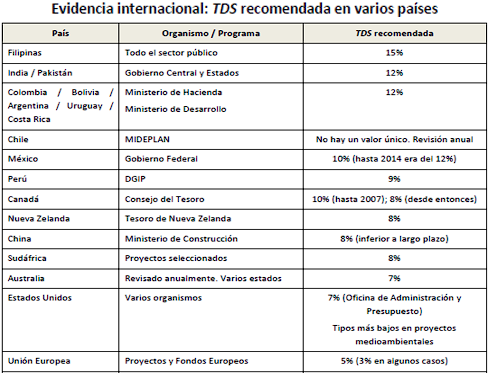 Evidencia internacional: TDS recomendada en varios países
País Organismo / Programa TDS recomendada
Filipinas Todo el sector público 15%
India / Pakistán Gobierno Central y Estados 12%
Colombia / Bolivia / Ministerio de Hacienda 12%
Argentina / Uruguay / Ministerio de Desarrollo
Costa Rica
Chile MIDEPLAN No hay un valor único. Revisión anual
México Gobierno Federal 10% (hasta 2014 era del 12%)
Perú DGIP 9%
Canadá Consejo del Tesoro 10% (hasta 2007); 8% (desde entonces)
Nueva Zelanda Tesoro de Nueva Zelanda 8%
China Ministerio de Construcción 8% (inferior a largo plazo)
Sudáfrica Proyectos seleccionados 8%
Australia Revisado anualmente. Varios estados 7%
Estados Unidos Varios organismos 7% (Oficina de Administración y
Presupuesto)
Tipos más bajos en proyectos
medioambientales
Unión Europea Proyectos y Fondos Europeos 5% (3% en algunos casos)